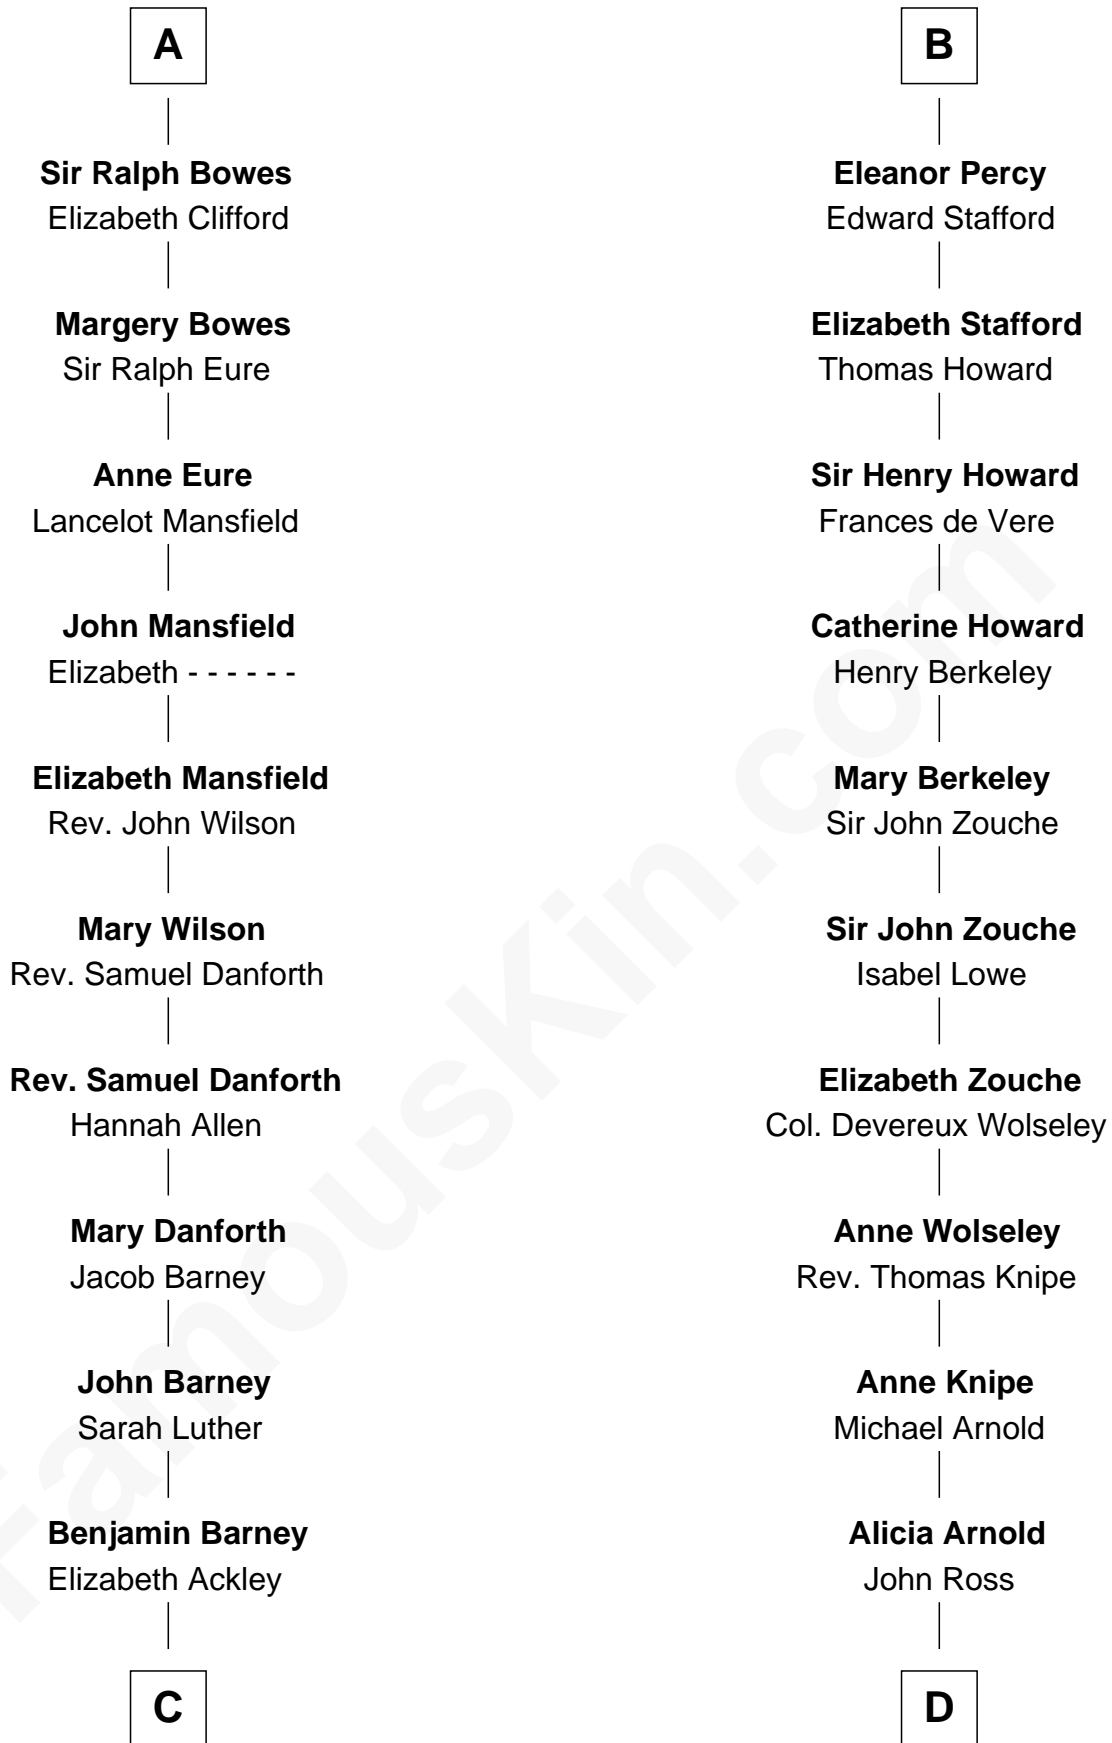 A
Sir Ralph Bowes
Elizabeth Clifford
Margery Bowes
Sir Ralph Eure
Anne Eure
Lancelot Mansfield
John Mansfield
Elizabeth - - - - - -
Elizabeth Mansfield
Rev. John Wilson
Mary Wilson
Rev. Samuel Danforth
Rev. Samuel Danforth
Hannah Allen
Mary Danforth
Jacob Barney
John Barney
Sarah Luther
Benjamin Barney
Elizabeth Ackley
C
B
Eleanor Percy
Edward Stafford
Elizabeth Stafford
Thomas Howard
Sir Henry Howard
Frances de Vere
Catherine Howard
Henry Berkeley
Mary Berkeley
Sir John Zouche
Sir John Zouche
Isabel Lowe
Elizabeth Zouche
Col. Devereux Wolseley
Anne Wolseley
Rev. Thomas Knipe
Anne Knipe
Michael Arnold
Alicia Arnold
John Ross
D
FamousKin.com